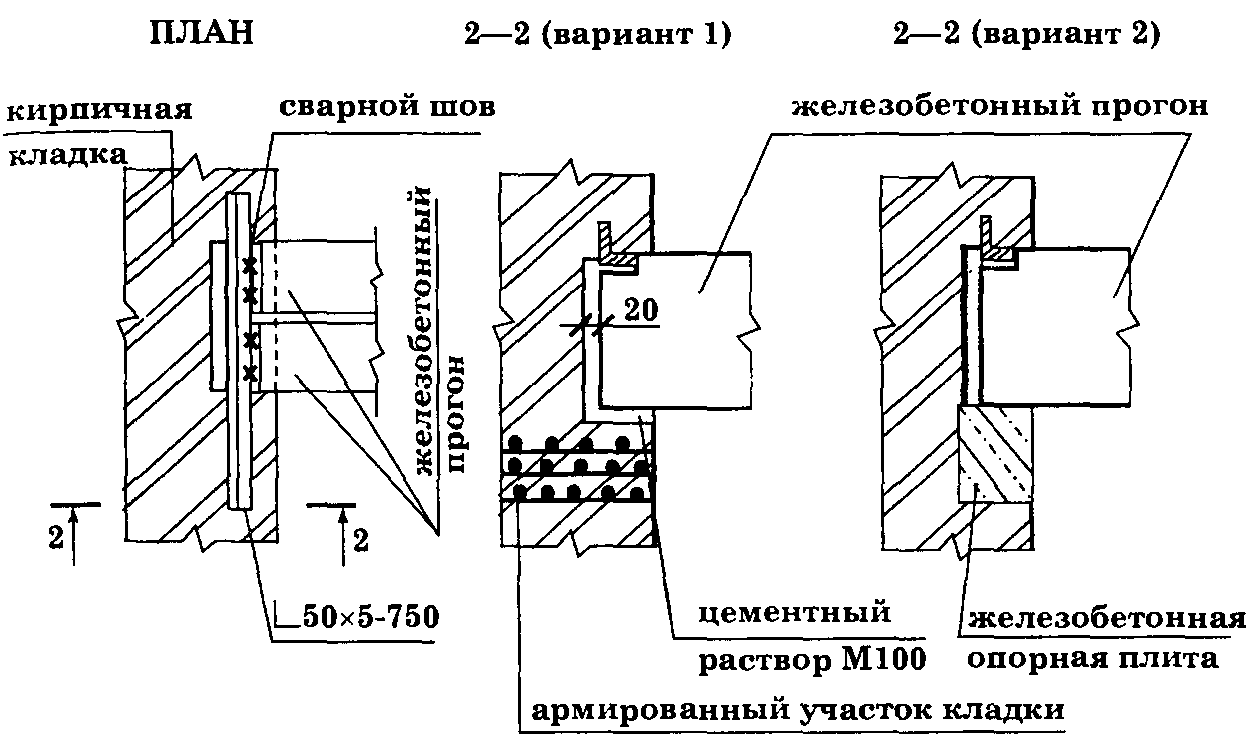 ПЛАН
2—2 (вариант 1)
2—2 (вариант 2)
кирпичная
кладка
сварной шов
железобетонный прогон
железобетонный
прогон
20
2
2
∟50×5-750
цементный
раствор М100
железобетонная
опорная плита
армированный участок кладки